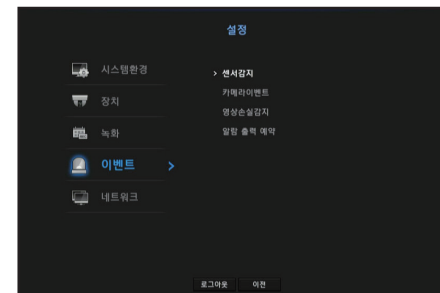 설정
시스템환경
장치
녹화
이벤트 >
네트워크
> 센서감지
카메라이벤트
영상손실감지
알람 출력 예약
로그아웃 이전